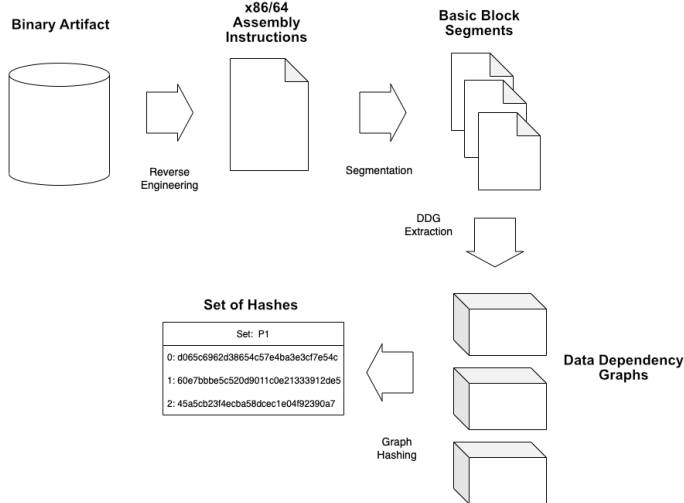 Binary Artifact
x86/64
Assembly
Instructions
Basic Block
Segments
Reverse
Engineering
Segmentation
DDG
Extraction
Set of Hashes
Set: P1
0: d065c6962d38654c57e4ba3e3cf7e54c
1: 60e7bbbe5c520d9011c0e21333912de5
2: 45a5cb23f4ecba58dcec1e04f92390a7
Data Dependency
Graphs
Graph
Hashing